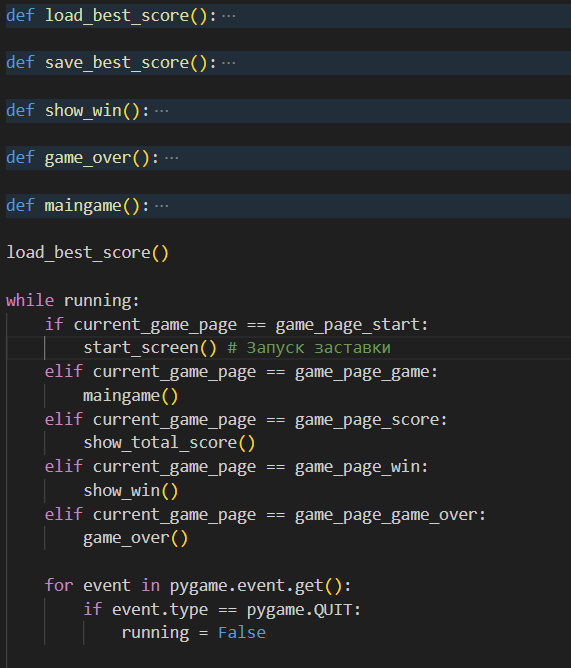 def load_best_score(): ···
def save_best_score(): ···
def show_win(): ···
def game_over(): ···
def maingame(): ···
load_best_score()
while running:
    if current_game_page == game_page_start:
        start_screen() # Запуск заставки
    elif current_game_page == game_page_game:
        maingame()
    elif current_game_page == game_page_score:
        show_total_score()
    elif current_game_page == game_page_win:
        show_win()
    elif current_game_page == game_page_game_over:
        game_over()
    for event in pygame.event.get():
        if event.type == pygame.QUIT:
            running = False